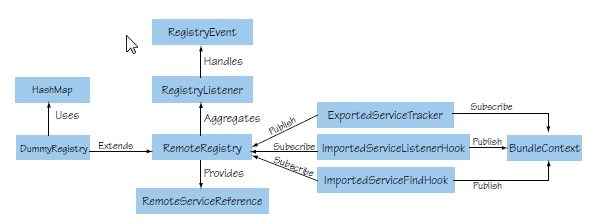 RegistryEvent
Handles
HashMap
RegistryListener
Uses
Aggregates
Publish
ExportedServiceTracker
Subscribe
DummyRegistry
Extends
RemoteRegistry
Subscribe
ImportedServiceListenerHook
Publish
BundleContext
Provides
Subscribe
ImportedServiceFindHook
Publish
RemoteServiceReference